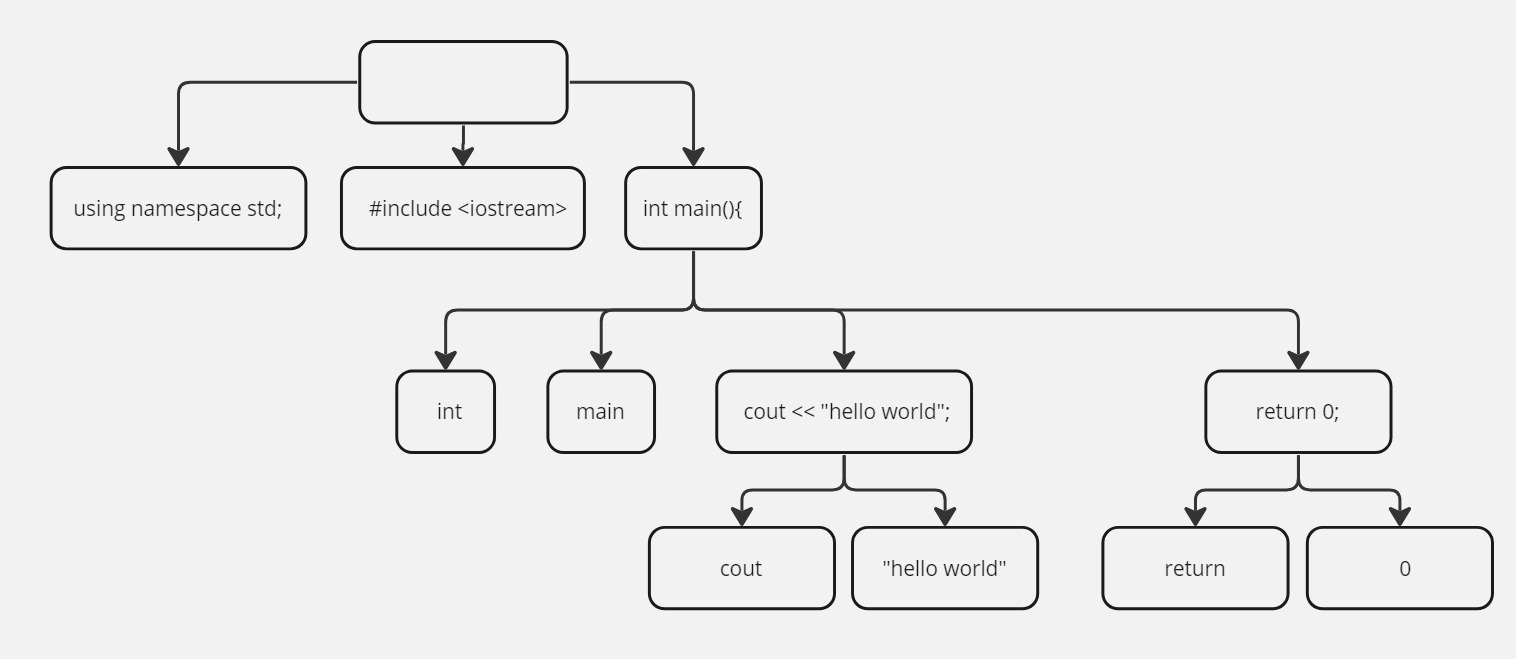 using namespace std;
#include <iostream>
int main(){
int
main
cout << "hello world";
return 0;
cout
"hello world"
return
0